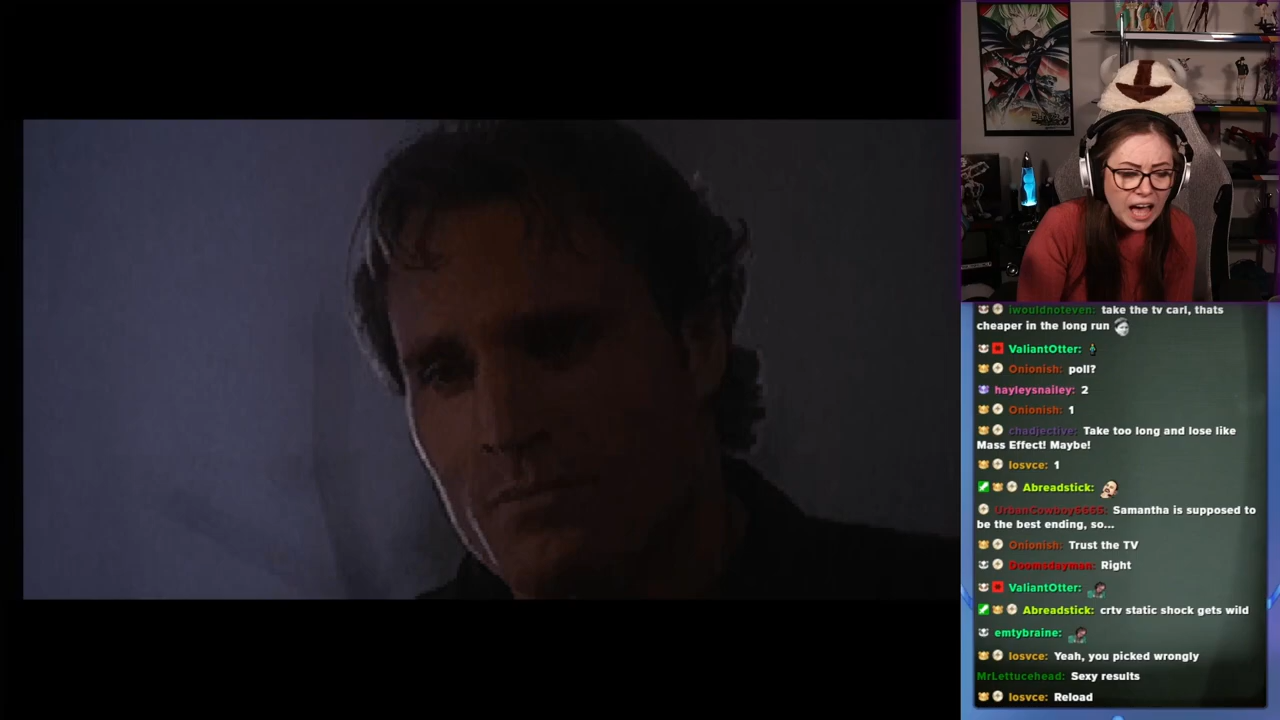 iwouldnoteven: take the tv carl, thats
cheaper in the long run
ValiantOtter:
Onionish: poll?
hayleysnailey: 2
Onionish: 1
chadjective: Take too long and lose like
Mass Effect! Maybe!
losvce: 1
Abreadstick:
UrbanCowboy6666: Samantha is supposed to
be the best ending, so...
Onionish: Trust the TV
Doomsdayman: Right
ValiantOtter:
Abreadstick: crtv static shock gets wild
emtybraine:
losvce: Yeah, you picked wrongly
MrLettucehead: Sexy results
losvce: Reload